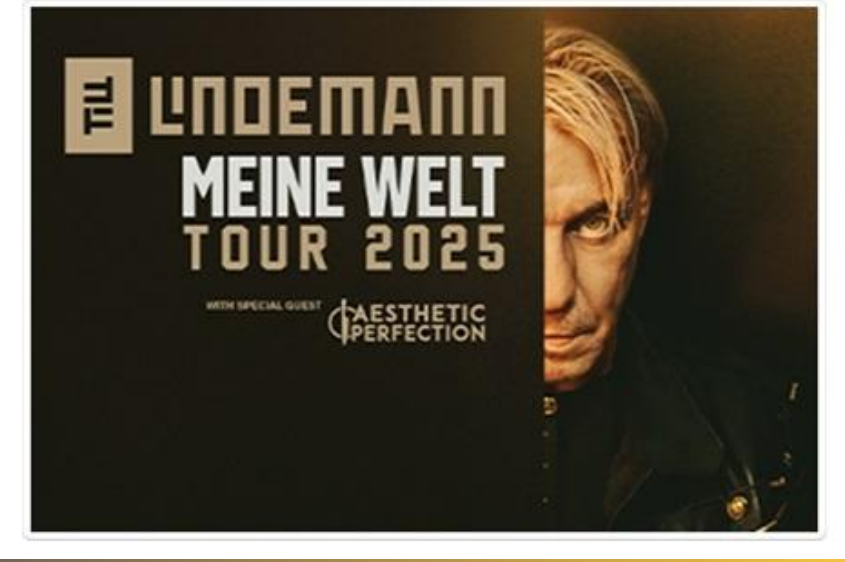 TILL LINDEMANN
MEINE WELT
TOUR 2025
WITH SPECIAL GUEST
AESTHETIC
PERFECTION